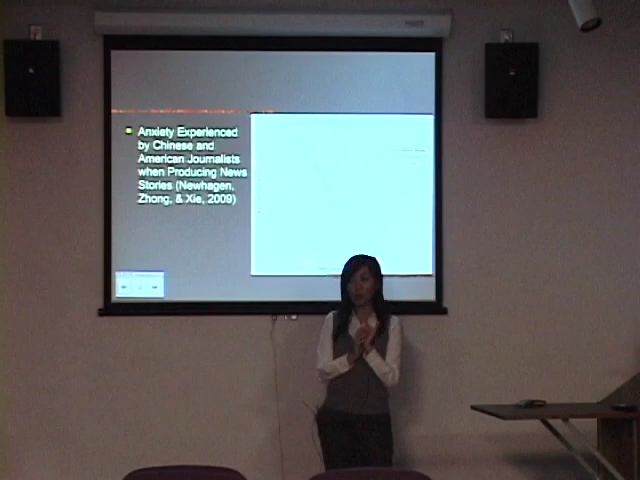 Anxiety Experienced
by Chinese and
American Journalists
when Producing News
Stories (Newhagen,
Zhong, & Xie, 2009)